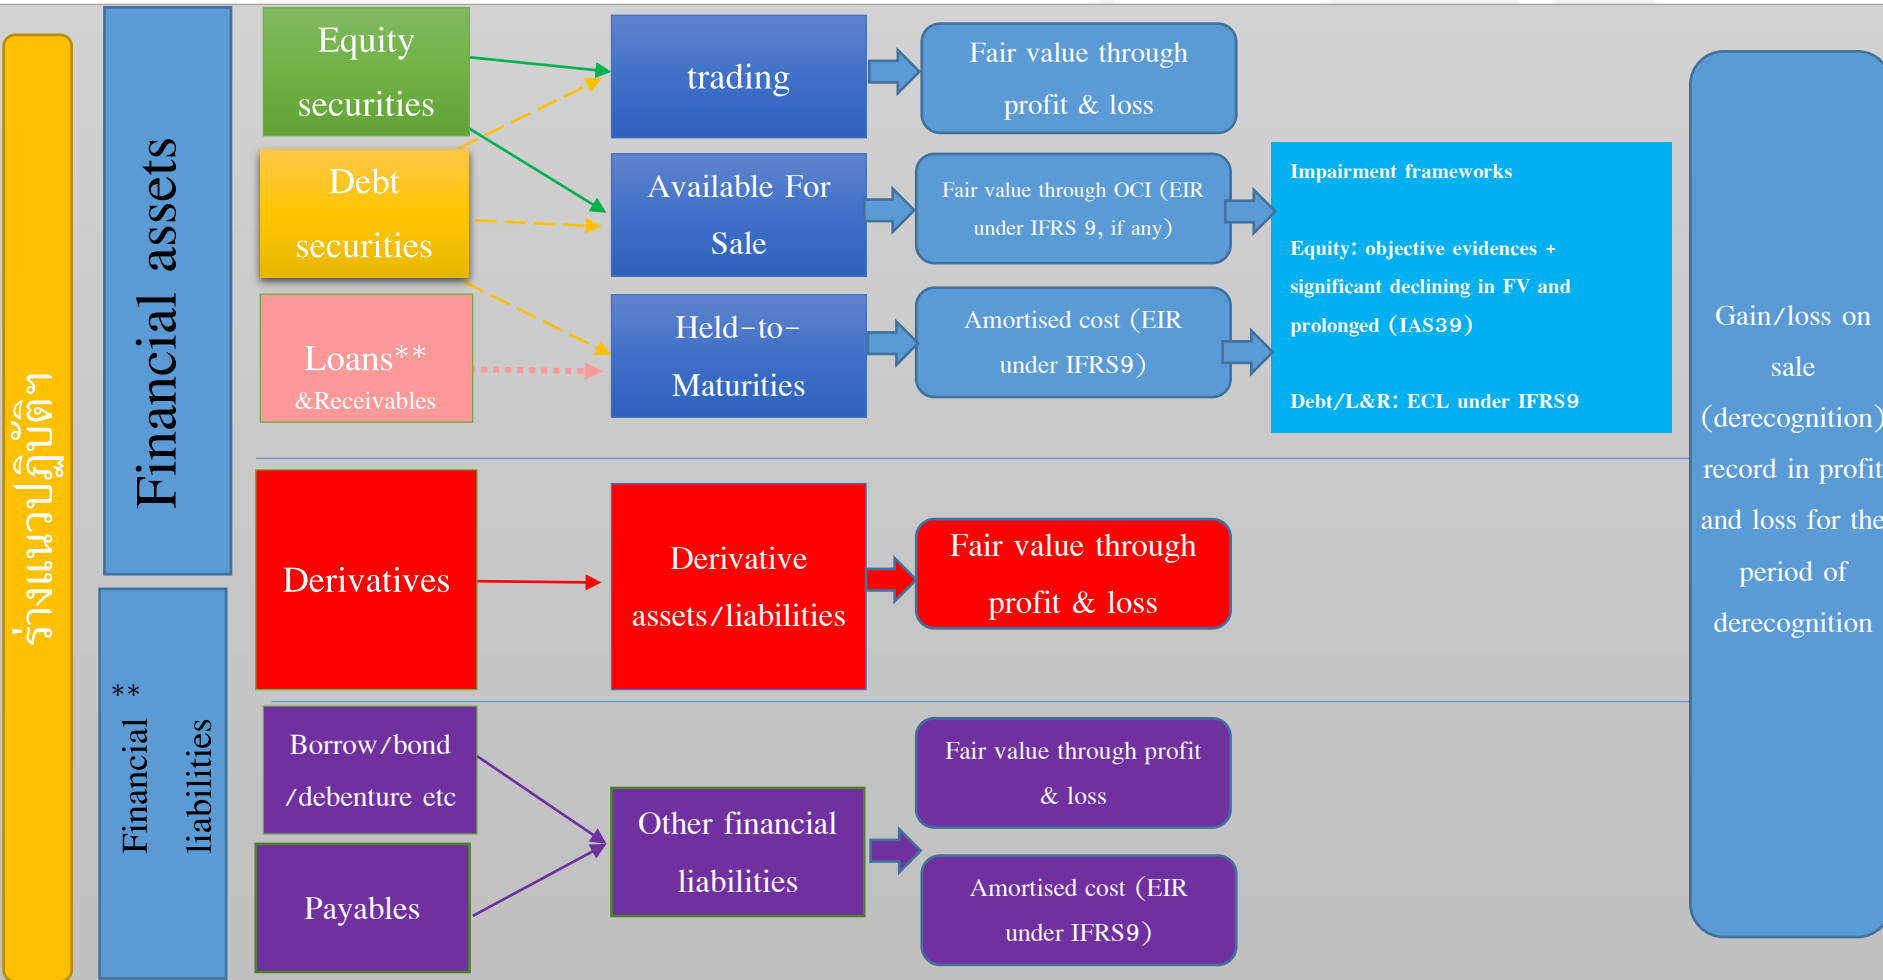 ร่างแนวปฏิบัติฯ
Financial assets
Equity
securities
Debt
securities
Loans**
&Receivables
trading
Available For
Sale
Held-to-
Maturities
Fair value through
profit & loss
Fair value through OCI (EIR
under IFRS 9, if any)
Amortised cost (EIR
under IFRS9)
Impairment frameworks
Equity: objective evidences +
significant declining in FV and
prolonged (IAS39)
Debt/L&R: ECL under IFRS9
Derivatives
Derivative
assets/liabilities
Fair value through
profit & loss
Financial **
liabilities
Borrow/bond
/debenture etc
Payables
Other financial
liabilities
Fair value through profit
& loss
Amortised cost (EIR
under IFRS9)
Gain/loss on
sale
(derecognition)
record in profit
and loss for the
period of
derecognition